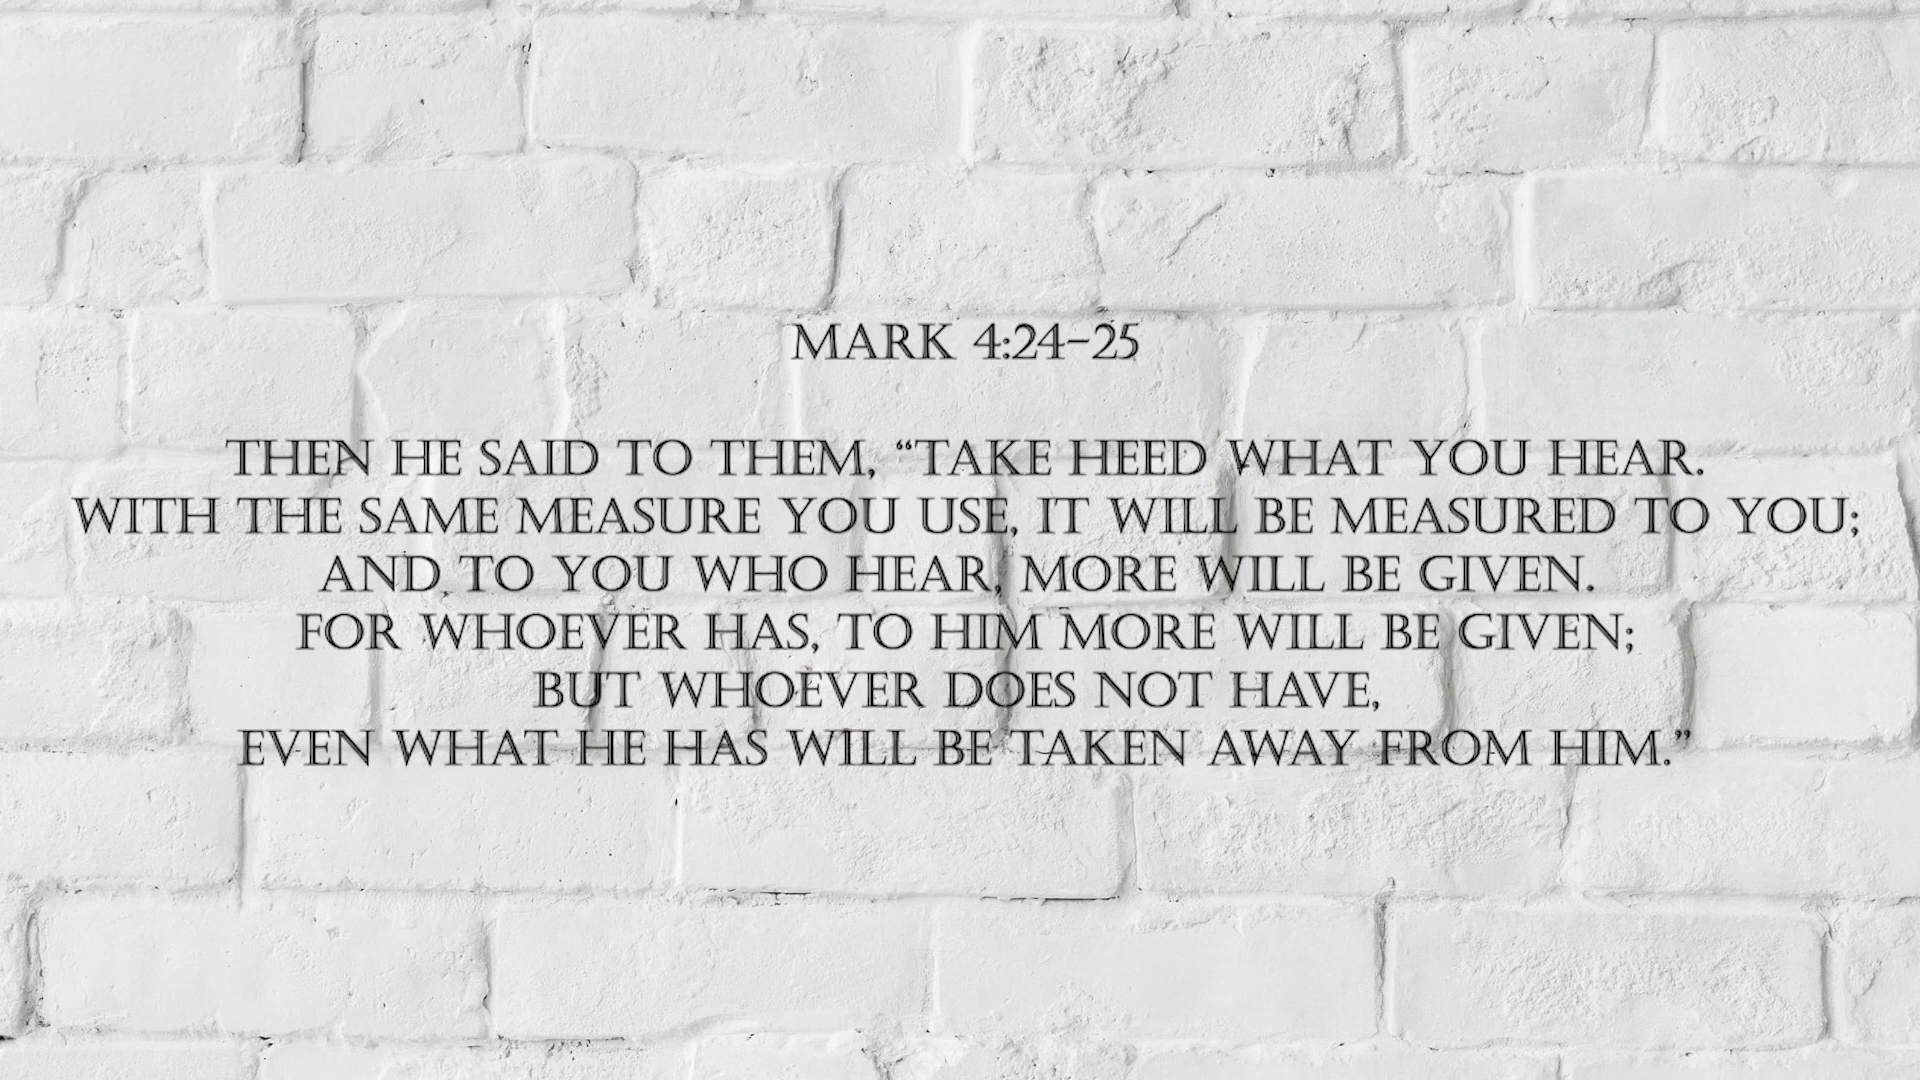 MARK 4:24-25
THEN HE SAID TO THEM, “TAKE HEED WHAT YOU HEAR.
WITH THE SAME MEASURE YOU USE, IT WILL BE MEASURED TO YOU;
AND TO YOU WHO HEAR, MORE WILL BE GIVEN.
FOR WHOEVER HAS, TO HIM MORE WILL BE GIVEN;
BUT WHOEVER DOES NOT HAVE,
EVEN WHAT HE HAS WILL BE TAKEN AWAY FROM HIM.”